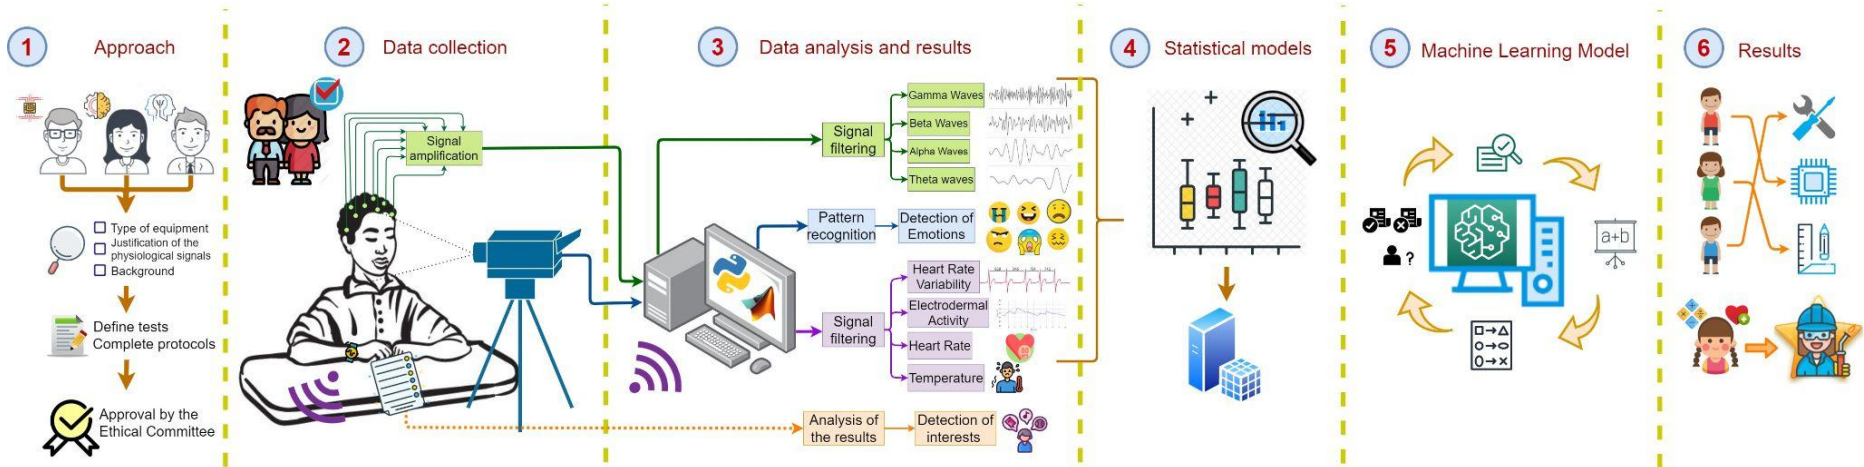 1
Approach
Type of equipment
Justification of the
physiological signals
Background
Define tests
Complete protocols
Approval by the
Ethical Committee
2
Data collection
Signal
amplification
3
Data analysis and results
Signal
filtering
Gamma Waves
Beta Waves
Alpha Waves
Theta waves
Pattern
recognition
Detection of
Emotions
Signal
filtering
Heart Rate
Variability
Electrodermal
Activity
Heart Rate
Temperature
Analysis of
the results
Detection of
interests
4
Statistical models
5
Machine Learning Model
?
a+b
6
Results